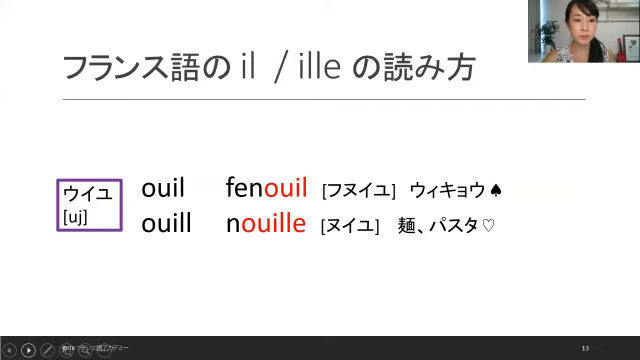 フランス語の il / ille の読み方
ウイユ
[uj]
ouil fenouil [フヌイユ] ウィキョウ♠
ouill nouille [ヌイユ] 麺、パスタ♡
13